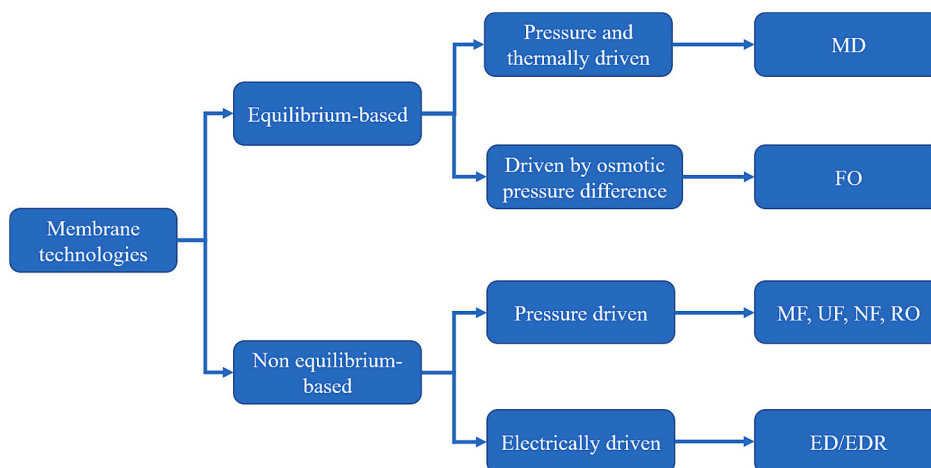 Pressure and
thermally driven
MD
Equilibrium-based
Driven by osmotic
pressure difference
FO
Membrane
technologies
Pressure driven
MF, UF, NF, RO
Non equilibrium-
based
Electrically driven
ED/EDR